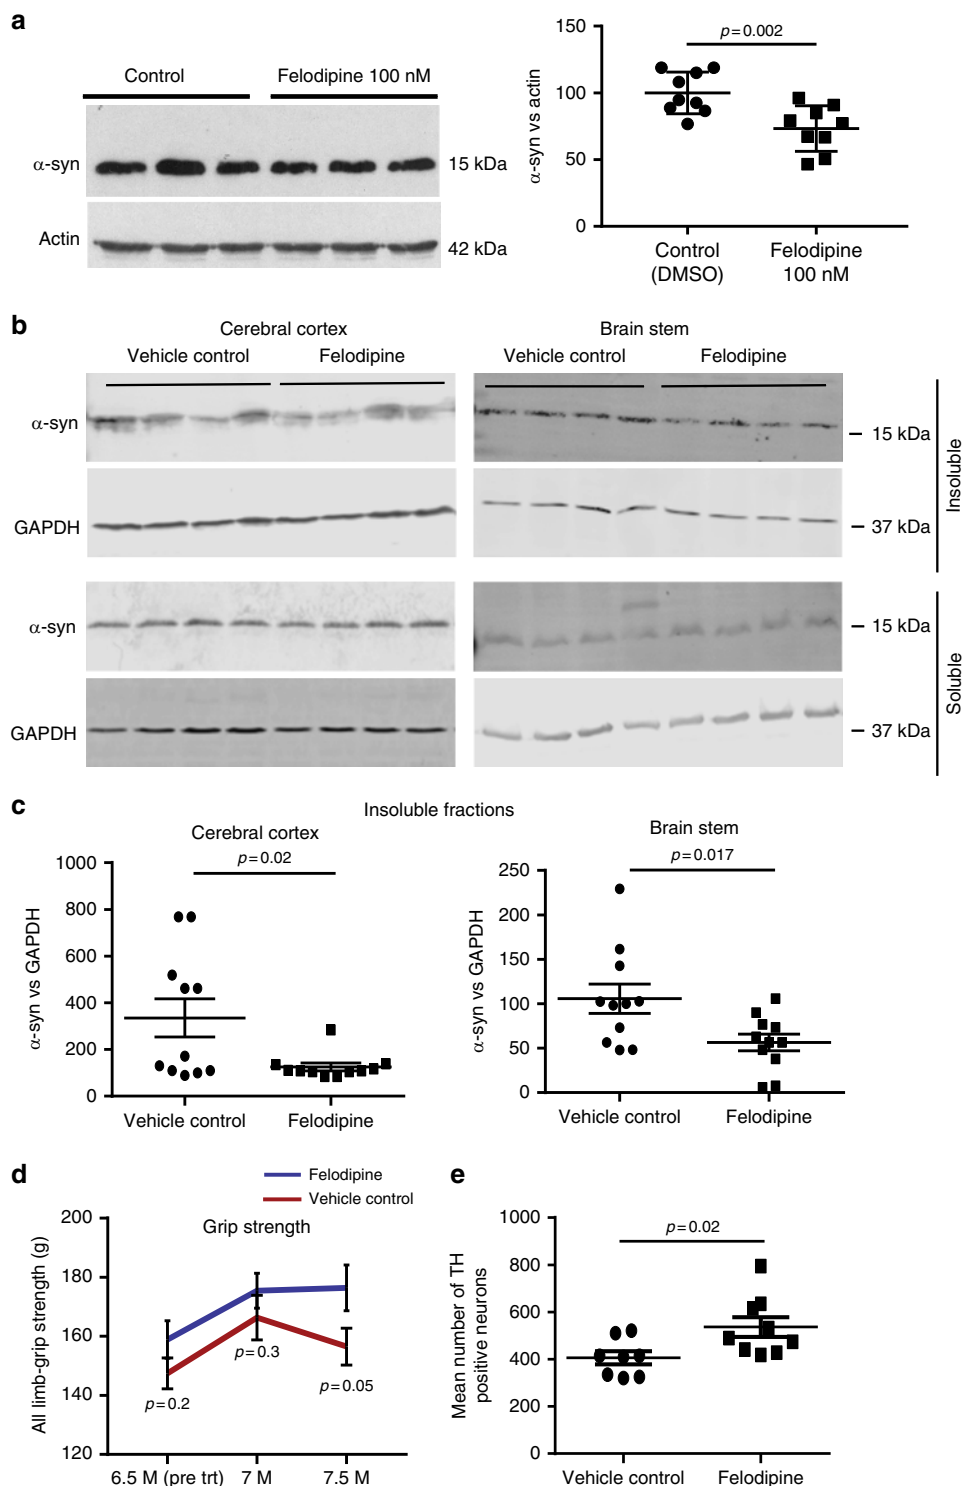 a
Control
Felodipine 100 nM
α-syn
15 kDa
Actin
42 kDa
p=0.002
α-syn vs actin
150
100
50
0
Control
(DMSO)
Felodipine
100 nM
b
Cerebral cortex
Brain stem
Vehicle control
Felodipine
Vehicle control
Felodipine
α-syn
15 kDa
GAPDH
37 kDa
Insoluble
α-syn
15 kDa
GAPDH
37 kDa
Soluble
c
Insoluble fractions
Cerebral cortex
p=0.02
α-syn vs GAPDH
1000
800
600
400
200
0
Vehicle control
Felodipine
Brain stem
p=0.017
α-syn vs GAPDH
250
200
150
100
50
0
Vehicle control
Felodipine
d
Felodipine
Vehicle control
Grip strength
All limb-grip strength (g)
200
180
160
140
120
p=0.2
p=0.3
p=0.05
6.5 M (pre trt)
7 M
7.5 M
e
p=0.02
Mean number of TH
positive neurons
1000
800
600
400
200
0
Vehicle control
Felodipine